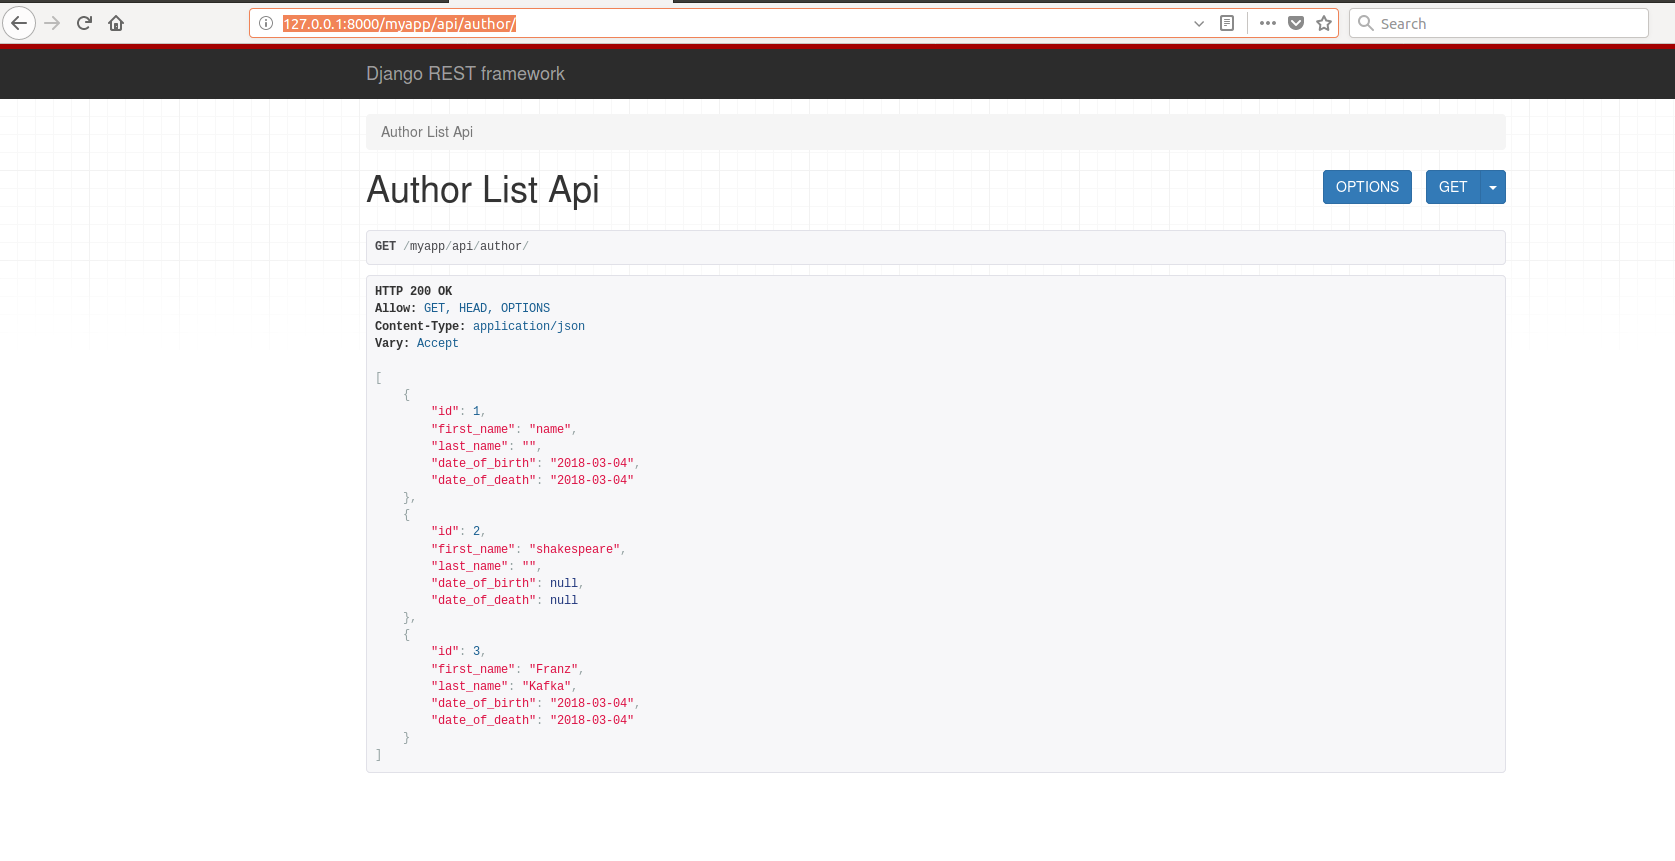 127.0.0.1:8000/myapp/api/author/
Search
Django REST framework
Author List Api
Author List Api
OPTIONS
GET
GET /myapp/api/author/
HTTP 200 OK
Allow: GET, HEAD, OPTIONS
Content-Type: application/json
Vary: Accept
[
    {
        "id": 1,
        "first_name": "name",
        "last_name": "",
        "date_of_birth": "2018-03-04",
        "date_of_death": "2018-03-04"
    },
    {
        "id": 2,
        "first_name": "shakespeare",
        "last_name": "",
        "date_of_birth": null,
        "date_of_death": null
    },
    {
        "id": 3,
        "first_name": "Franz",
        "last_name": "Kafka",
        "date_of_birth": "2018-03-04",
        "date_of_death": "2018-03-04"
    }
]